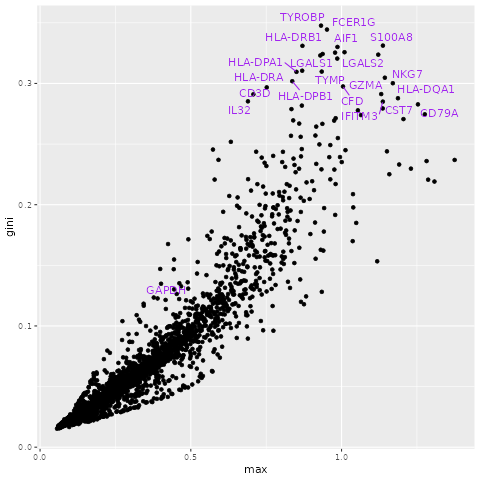 TYROBP
FCER1G
HLA-DRB1
AIF1
S100A8
HLA-DPA1
LGALS1
LGALS2
HLA-DRA
TYMP
NKG7
GZMA
HLA-DQA1
CD3D
HLA-DPB1
CFD
IL32
IFITM3
CST7
CD79A
GAPDH
0.3
0.2
0.1
0.0
gini
0.0
0.5
1.0
max